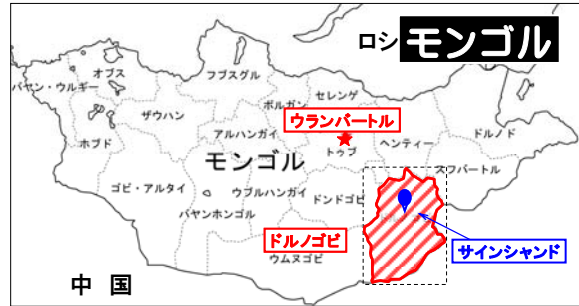 ロシ
モンゴル
オブス
フブスグル
バヤン・ウルギー
セレンゲ
ボルガン
ザウハン
ウランバートル
アルハンガイ
ドルノド
ホブド
トゥブ
ヘンティー
モンゴル
スフバートル
ゴビ・アルタイ
ウブルハンガイ
ドンドゴビ
バヤンホンゴル
ドルノゴビ
サインシャンド
ウムヌゴビ
中 国